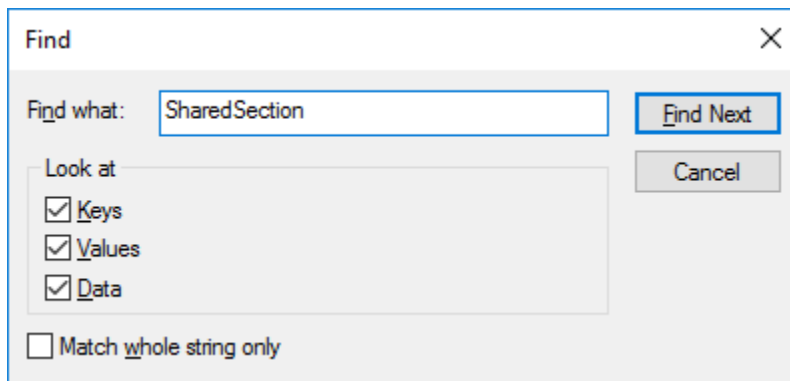 Find
Find what: SharedSection Find Next
Look at Cancel
Keys
Values
Data
Match whole string only